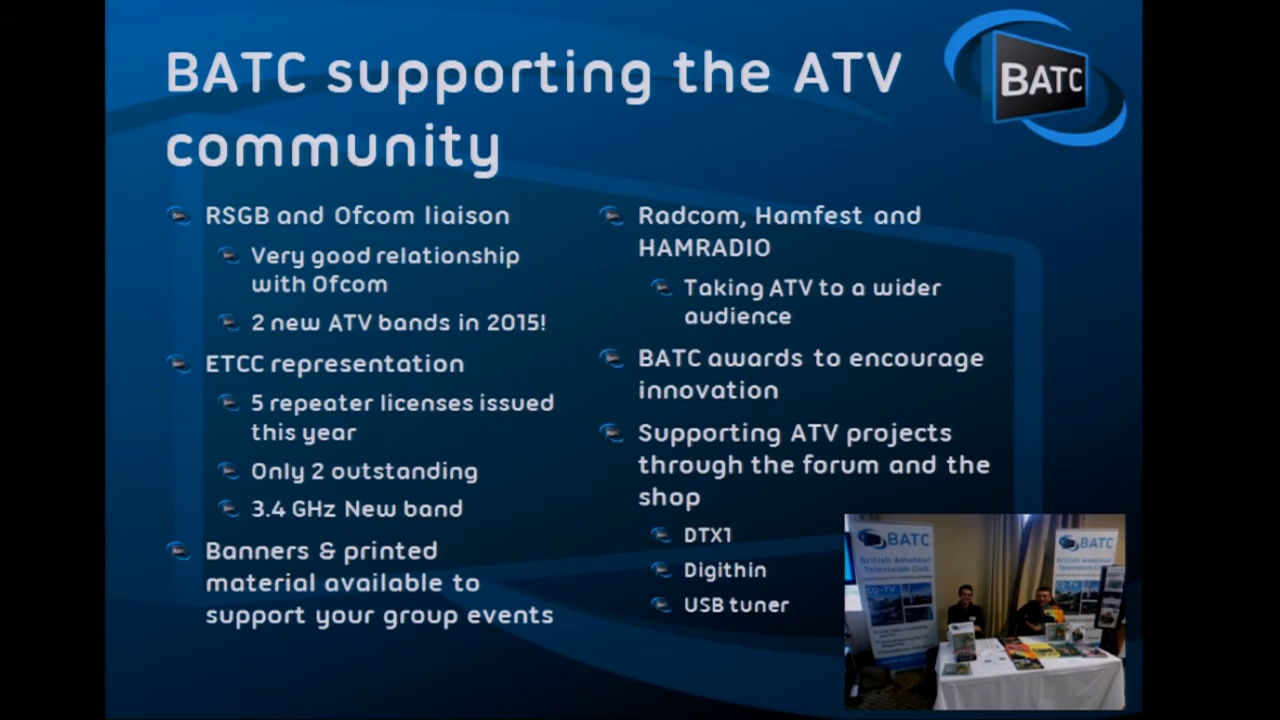 BATC supporting the ATV
community
BATC
RSGB and Ofcom liaison
Very good relationship
with Ofcom
2 new ATV bands in 2015!
ETCC representation
5 repeater licenses issued
this year
Only 2 outstanding
3.4 GHz New band
Banners & printed
material available to
support your group events
Radcom, Hamfest and
HAMRADIO
Taking ATV to a wider
audience
BATC awards to encourage
innovation
Supporting ATV projects
through the forum and the
shop
DTX1
Digithin
USB tuner
BATC
British Amateur
Television Club
CQ-TV
BATC
British Amateur
Television Club
CQ-TV